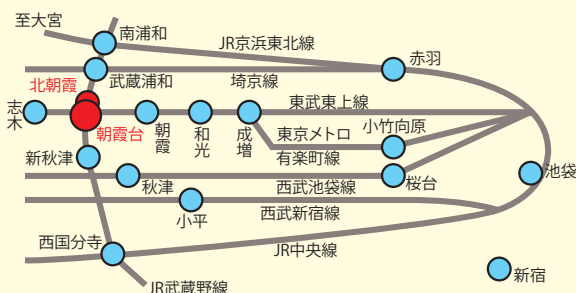 至大宮
南浦和
JR京浜東北線
赤羽
武蔵浦和
埼京線
北朝霞
志木
朝霞台
朝霞
和光
成増
東武東上線
東京メトロ
有楽町線
小竹向原
新秋津
秋津
西武池袋線
桜台
池袋
小平
西武新宿線
西国分寺
JR中央線
新宿
JR武蔵野線